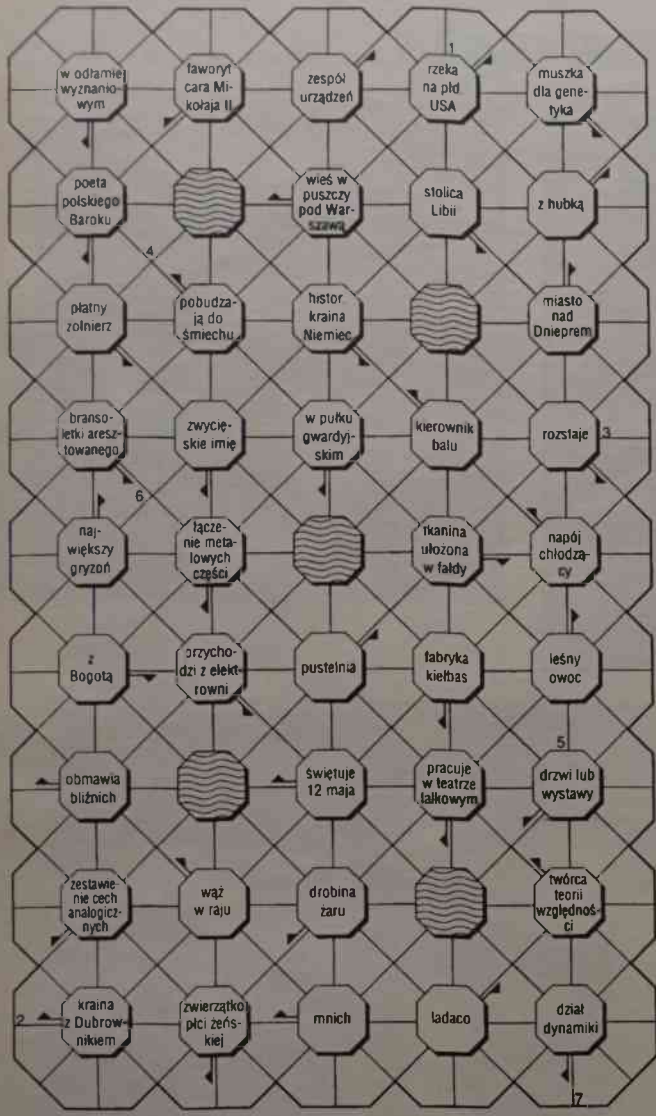 w odłamie
wyznanio-
wym
faworyt
cara Mi-
kołaja II
zespół
urządzeń
1
rzeka
na płd.
USA
muszka
dla gene-
tyka
poeta
polskiego
Baroku
wieś w
puszczy
pod War-
szawą
stolica
Libii
z hubką
4
płatny
żołnierz
pobudza-
ją do
śmiechu
histor.
kraina
Niemiec
miasto
nad
Dnieprem
branso-
letki aresz-
towanego
zwycię-
skie imię
w pułku
gwardyj-
skim
kierownik
balu
rozstaje
3
6
naj-
większy
gryzoń
łącze-
nie meta-
lowych
części
tkanina
ułożona
w fałdy
napój
chłodzą-
cy
z
Bogotą
przycho-
dzi z elekt-
rowni
pustelnia
fabryka
kiełbas
leśny
owoc
5
obmawia
bliźnich
świętuje
12 maja
pracuje
w teatrze
lalkowym
drzwi lub
wystawy
zestawie-
nie cech
analogicz-
nych
wąż
w raju
drobina
żaru
twórca
teorii
względnoś-
ci
2
kraina
z Dubrow-
nikiem
zwierzątko
płci żeńs-
kiej
mnich
ladaco
dział
dynamiki
7